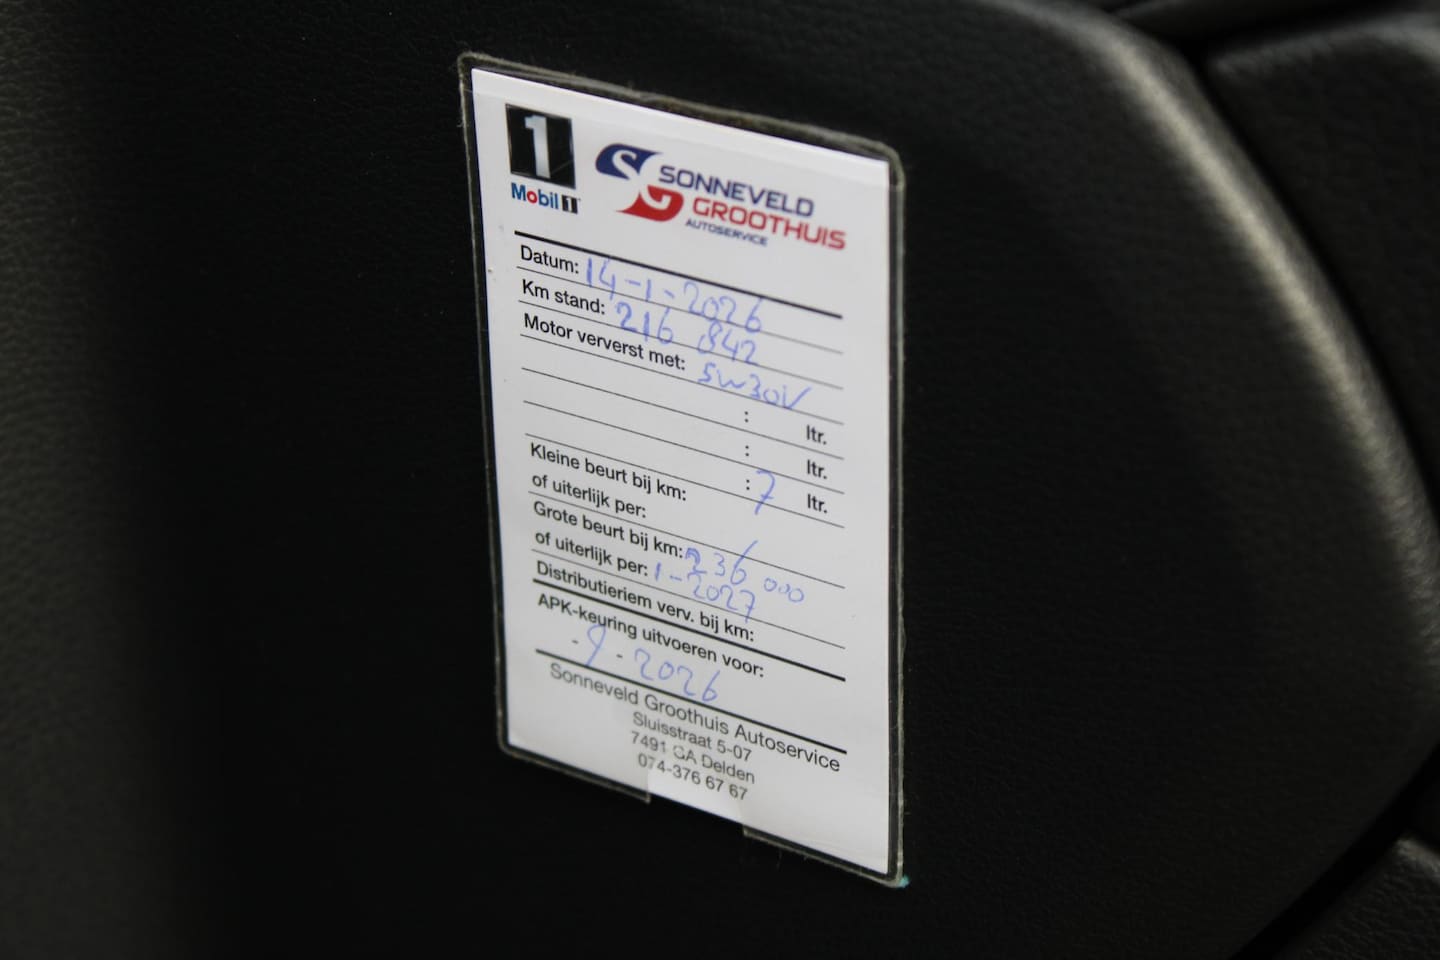 1
Mobil 1
SG SONNEVELD
GROOTHUIS
AUTOSERVICE
Datum: 14-1-2026
Km stand: 216 842
Motor ververst met: 5W30V
: ltr.
: ltr.
: 7 ltr.
Kleine beurt bij km:
of uiterlijk per:
Grote beurt bij km: 236 000
of uiterlijk per: 1-2027
Distributieriem verv. bij km:
APK-keuring uitvoeren voor:
-9-2026
Sonneveld Groothuis Autoservice
Sluisstraat 5-07
7491 GA Delden
074-376 67 67